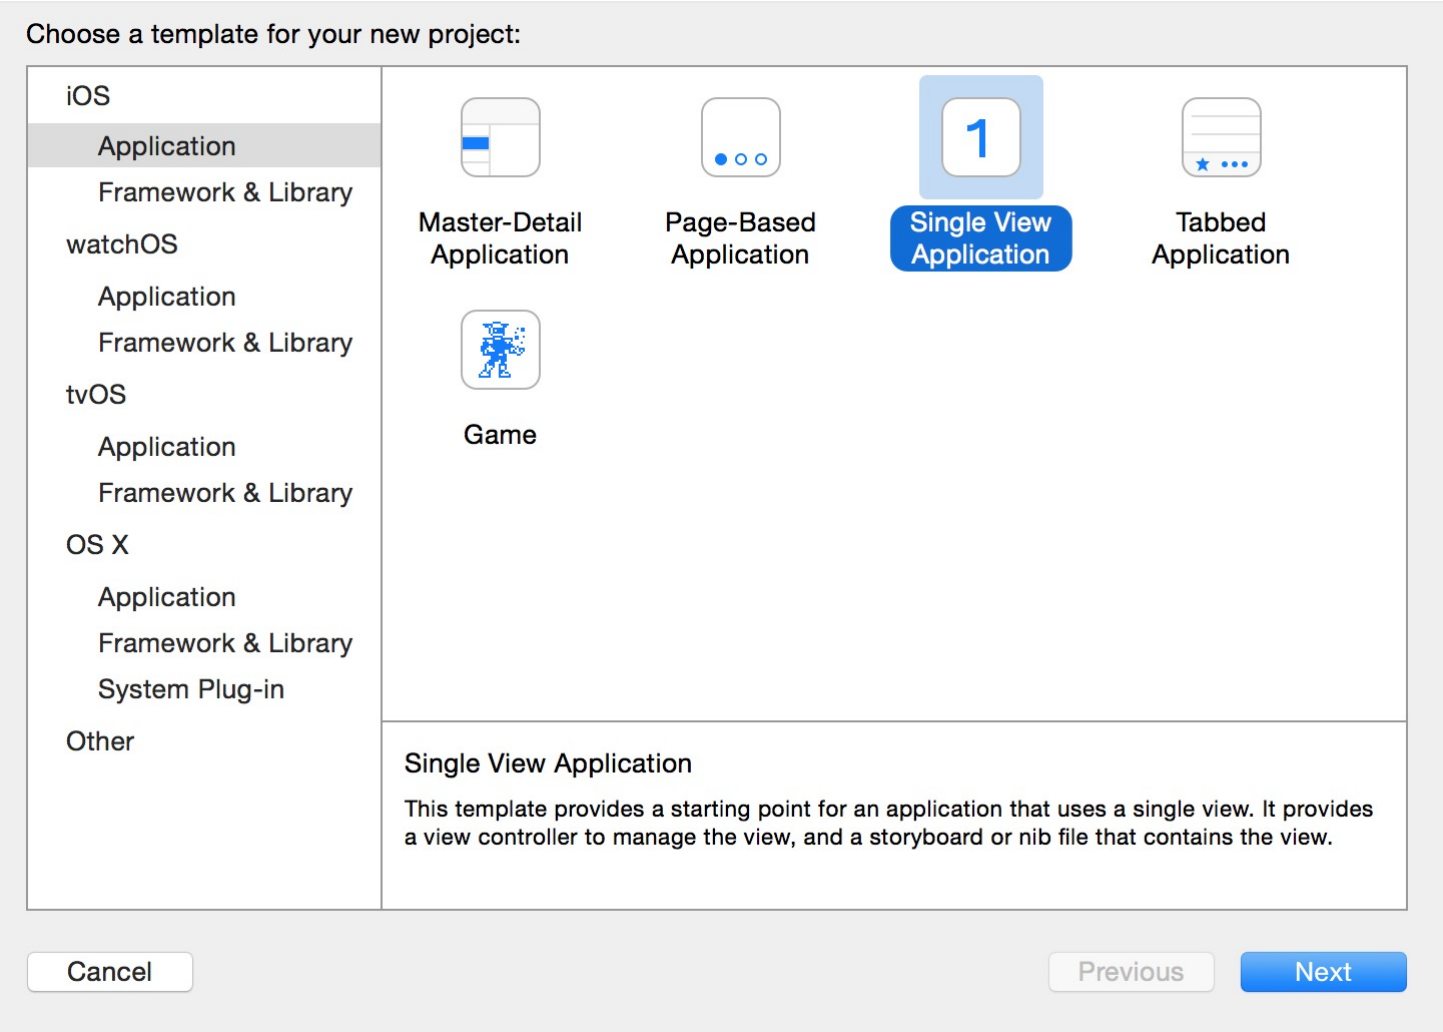 Choose a template for your new project:
iOS
Application
Framework & Library
watchOS
Application
Framework & Library
tvOS
Application
Framework & Library
OS X
Application
Framework & Library
System Plug-in
Other
Master-Detail
Application
Page-Based
Application
1
Single View
Application
Tabbed
Application
Game
Single View Application
This template provides a starting point for an application that uses a single view. It provides
a view controller to manage the view, and a storyboard or nib file that contains the view.
Cancel
Previous
Next